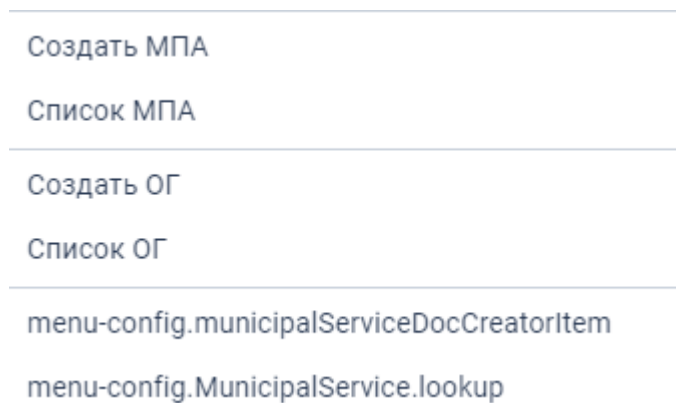 Создать МПА
Список МПА
Создать ОГ
Список ОГ
menu-config.municipalServiceDocCreatorItem
menu-config.MunicipalService.lookup